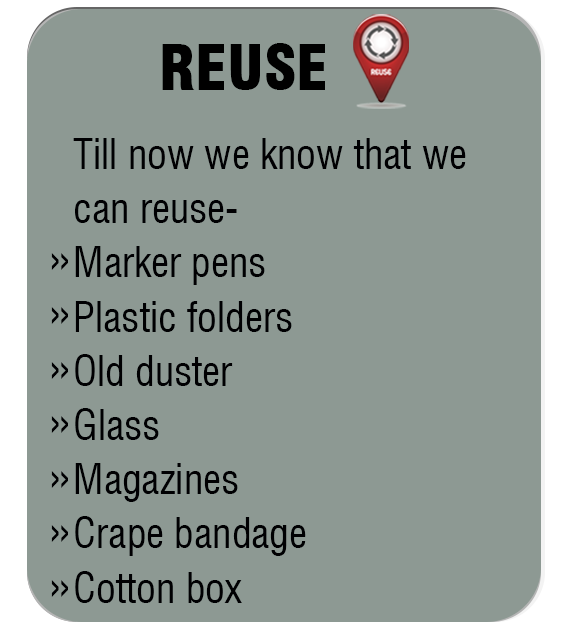 REUSE
REUSE
Till now we know that we
can reuse-
»Marker pens
»Plastic folders
»Old duster
»Glass
»Magazines
»Crape bandage
»Cotton box